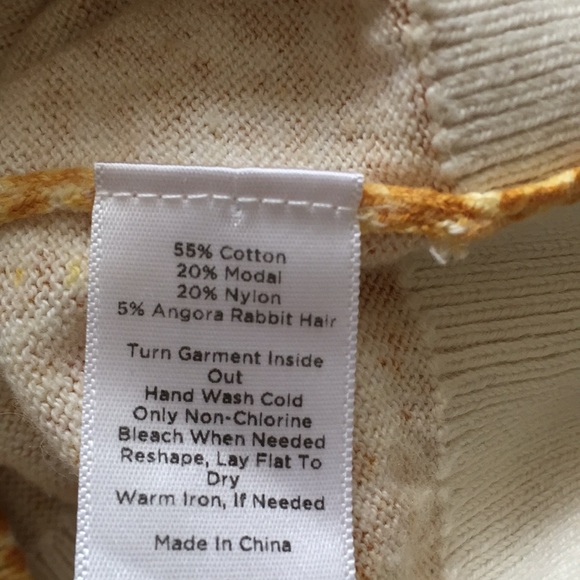 55% Cotton
20% Modal
20% Nylon
5% Angora Rabbit Hair
Turn Garment Inside
Out
Hand Wash Cold
Only Non-Chlorine
Bleach When Needed
Reshape, Lay Flat To
Dry
Warm Iron, If Needed
Made In China